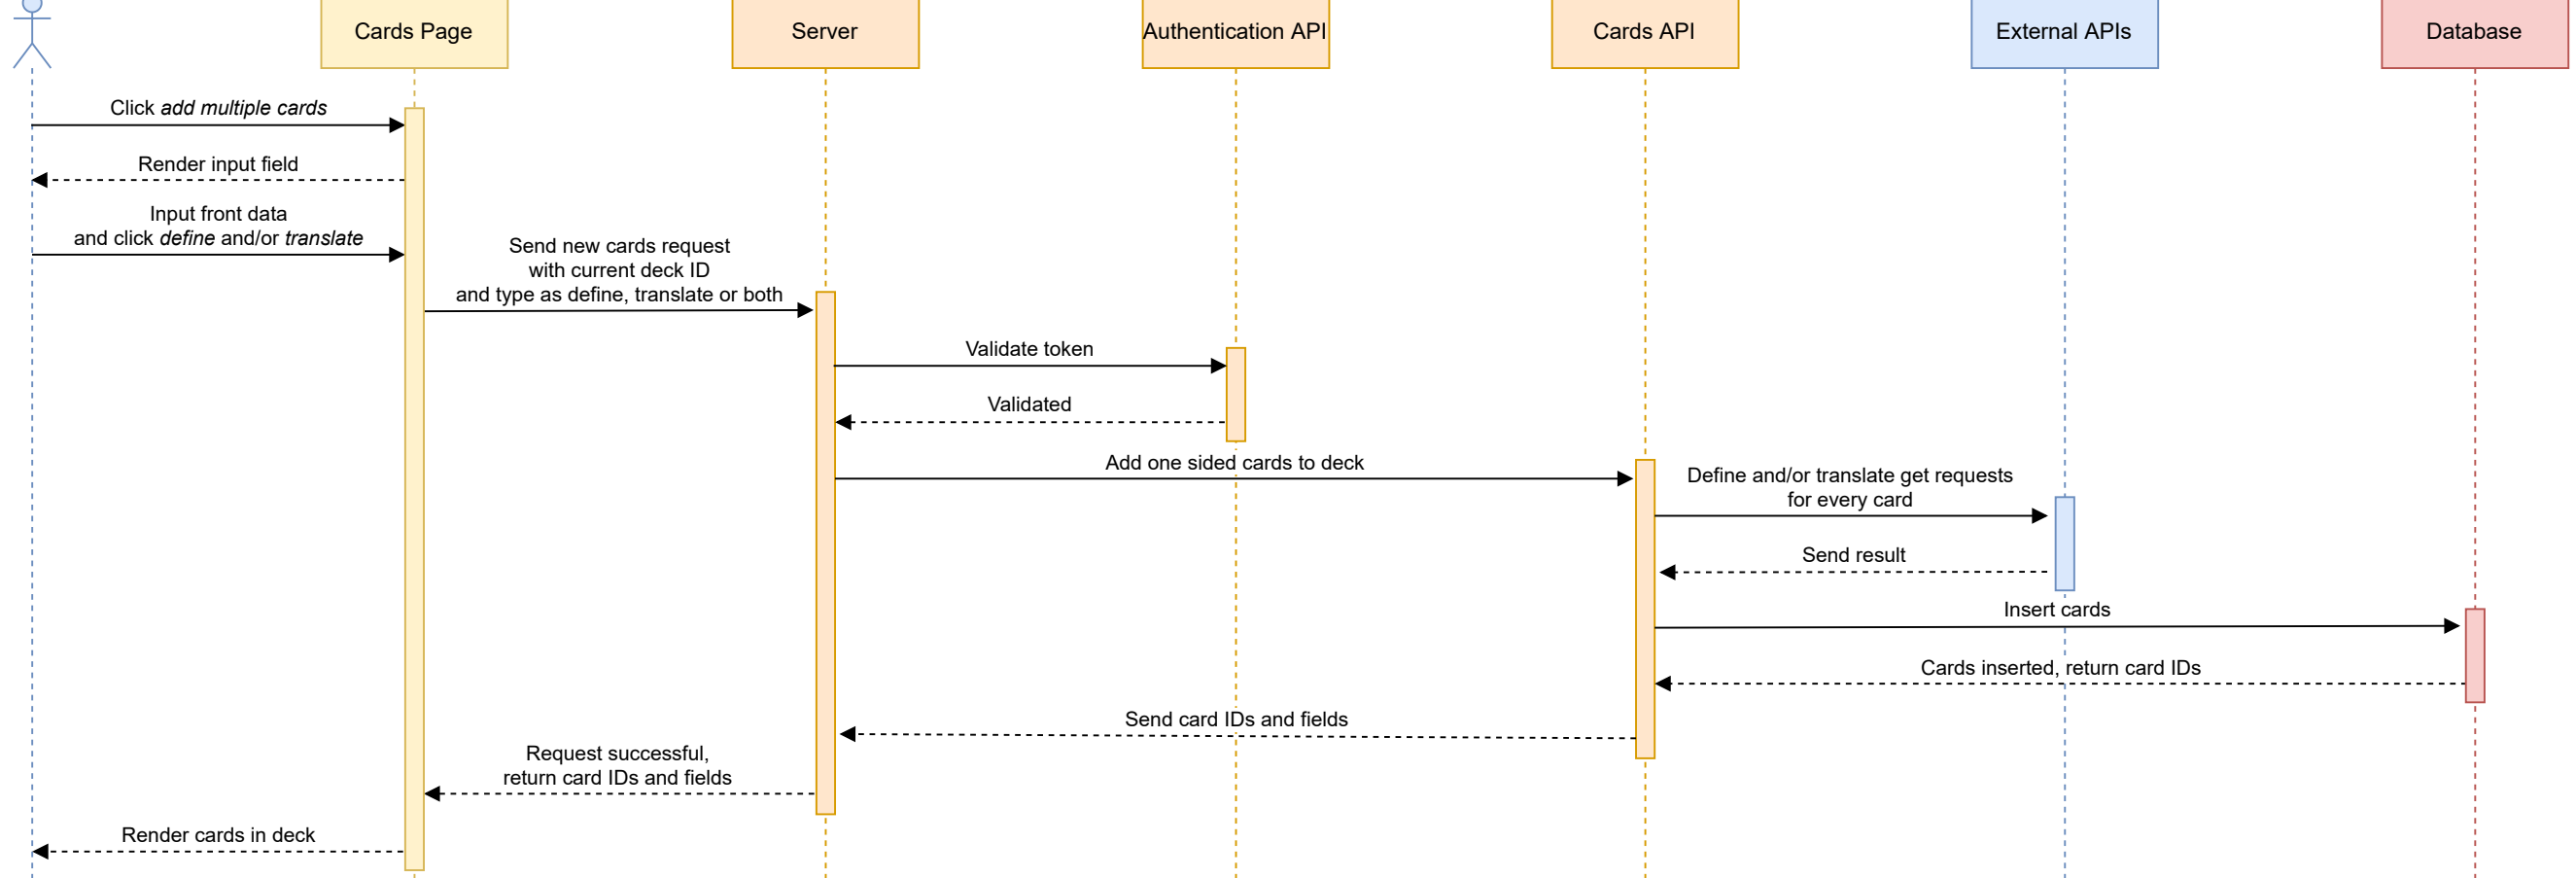 Cards Page
Server
Authentication API
Cards API
External APIs
Database
Click add multiple cards
Render input field
Input front data
and click define and/or translate
Send new cards request
with current deck ID
and type as define, translate or both
Validate token
Validated
Add one sided cards to deck
Define and/or translate get requests
for every card
Send result
Insert cards
Cards inserted, return card IDs
Send card IDs and fields
Request successful,
return card IDs and fields
Render cards in deck